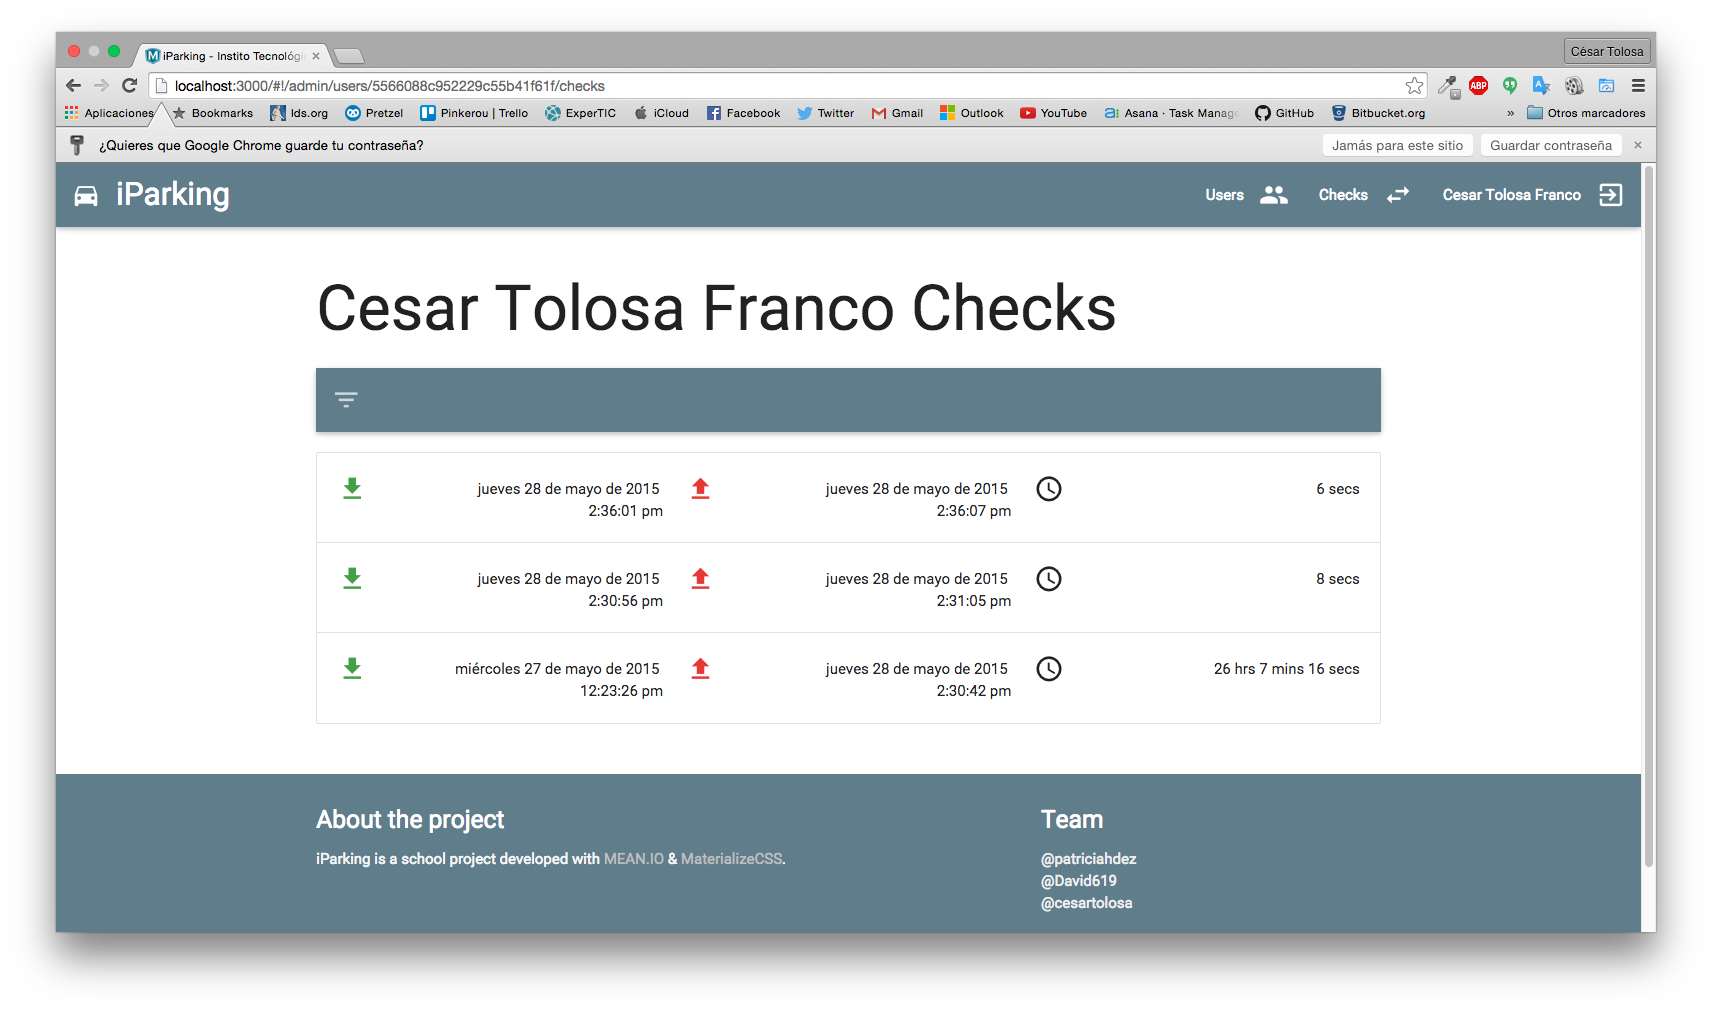 iParking - Instito Tecnológi
César Tolosa
localhost:3000/#!/admin/users/5566088c952229c55b41f61f/checks
ABP
Aplicaciones Bookmarks lds.org Pretzel Pinkerou | Trello ExperTIC iCloud Facebook Twitter Gmail Outlook YouTube Asana · Task Manag GitHub Bitbucket.org » Otros marcadores
¿Quieres que Google Chrome guarde tu contraseña? Jamás para este sitio Guardar contraseña
iParking Users Checks Cesar Tolosa Franco
Cesar Tolosa Franco Checks
jueves 28 de mayo de 2015 jueves 28 de mayo de 2015 6 secs
2:36:01 pm 2:36:07 pm
jueves 28 de mayo de 2015 jueves 28 de mayo de 2015 8 secs
2:30:56 pm 2:31:05 pm
miércoles 27 de mayo de 2015 jueves 28 de mayo de 2015 26 hrs 7 mins 16 secs
12:23:26 pm 2:30:42 pm
About the project
iParking is a school project developed with MEAN.IO & MaterializeCSS.
Team
@patriciahdez
@David619
@cesartolosa